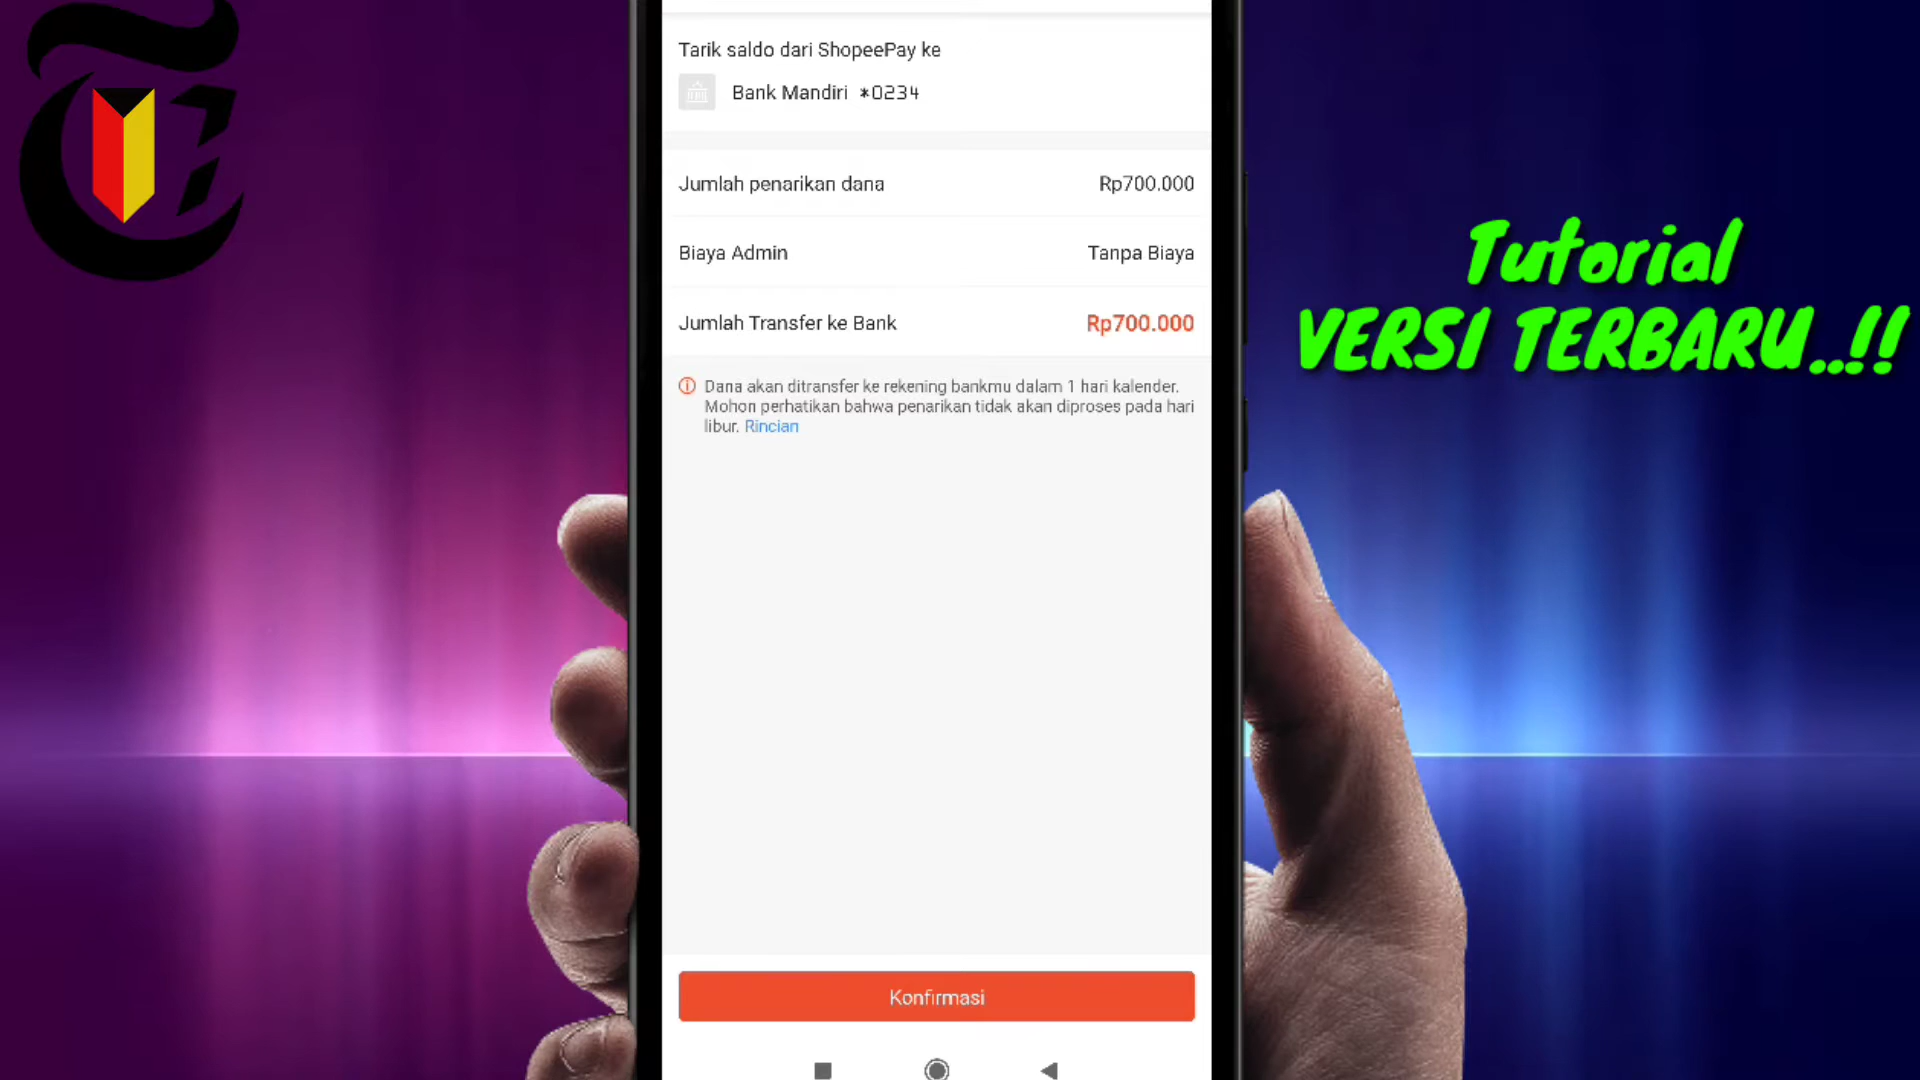 Tarik saldo dari ShopeePay ke
Bank Mandiri *0234
Jumlah penarikan dana Rp700.000
Biaya Admin Tanpa Biaya
Jumlah Transfer ke Bank Rp700.000
Dana akan ditransfer ke rekening bankmu dalam 1 hari kalender.
Mohon perhatikan bahwa penarikan tidak akan diproses pada hari
libur. Rincian
Konfirmasi
Tutorial
VERSI TERBARU..!!